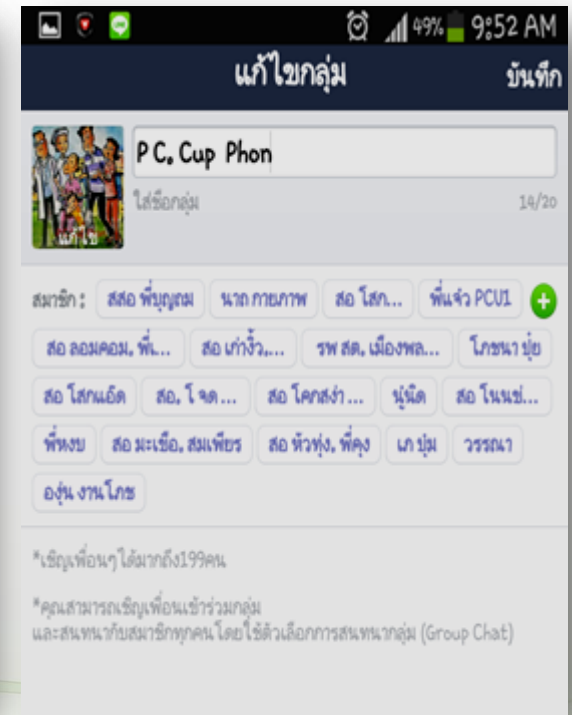 49% 9:52 AM
แก้ไขกลุ่ม บันทึก
P C. Cup Phon
แก้ไข
ใส่ชื่อกลุ่ม 14/20
สมาชิก : สสอ พี่บุญถม นาถ กายภาพ สอ โสก... พี่แจ๋ว PCU1
สอ ลอมคอม. พี่... สอ เก่างิ้ว.... รพ สต. เมืองพล... โภชนา ปุ๋ย
สอ โสกแอ๊ด สอ. โ จด ... สอ โคกสง่า ... นู๋นิด สอ โนนข่...
พี่หงบ สอ มะเขือ. สมเพียร สอ หัวทุ่ง. พี่คุง เภ ปุ่ม วรรณา
องุ่น งานโภช
*เชิญเพื่อนๆ ได้มากถึง199คน
*คุณสามารถเชิญเพื่อนเข้าร่วมกลุ่ม
และสนทนากับสมาชิกทุกคน โดยใช้ตัวเลือกการสนทนากลุ่ม (Group Chat)